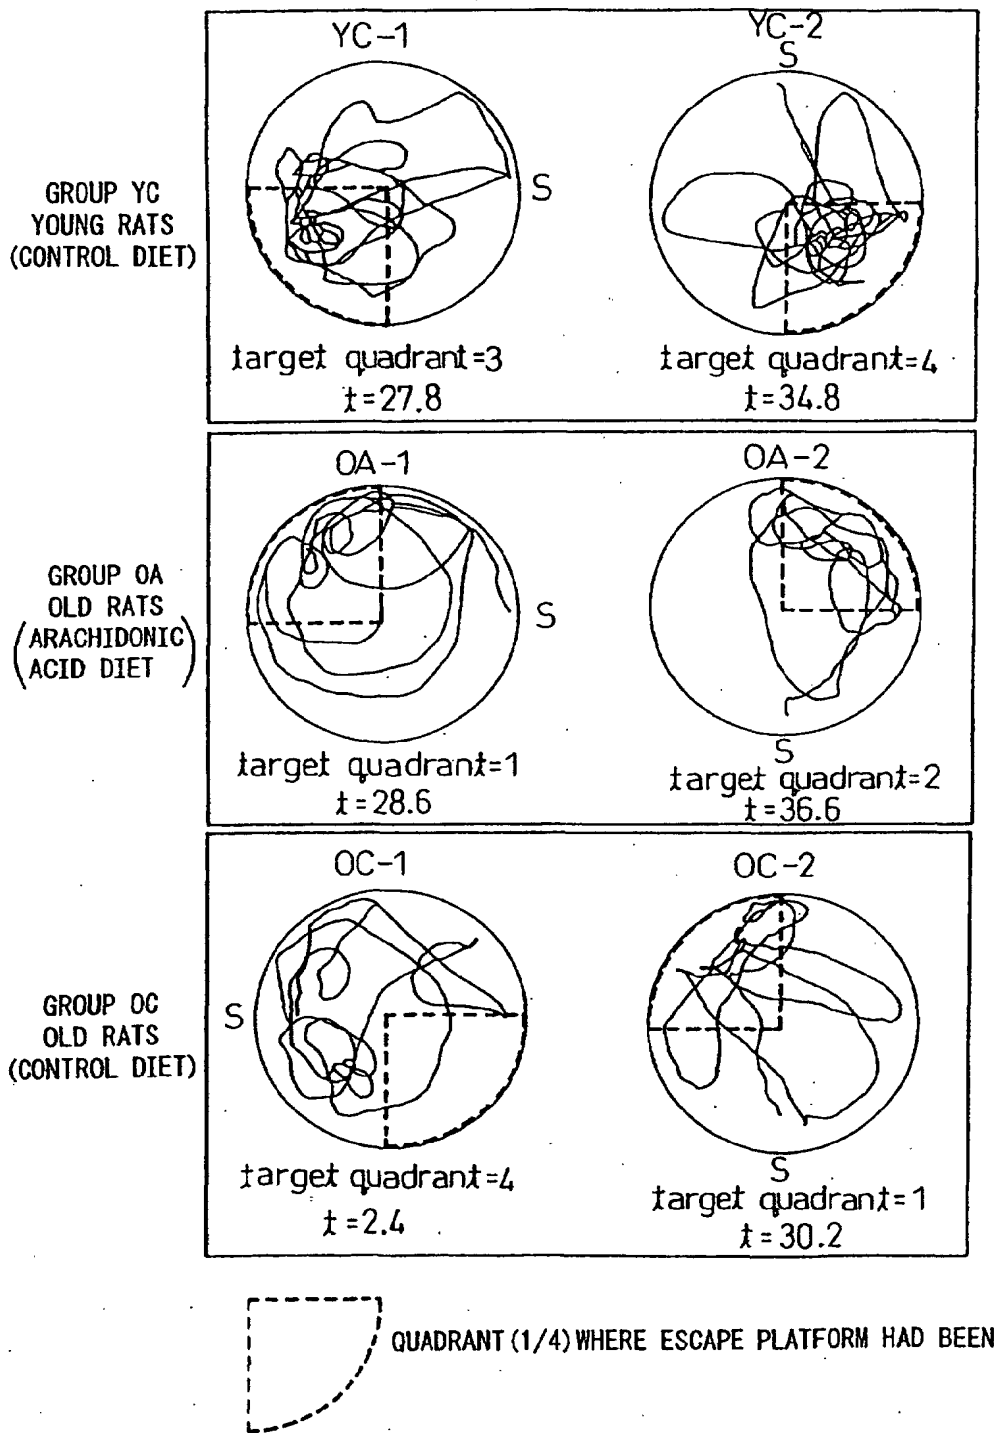 YC-1
YC-2
S
S
GROUP YC
YOUNG RATS
(CONTROL DIET)
target quadrant=3
t=27.8
target quadrant=4
t=34.8
OA-1
OA-2
GROUP OA
OLD RATS
(ARACHIDONIC
ACID DIET)
S
S
target quadrant=1
t=28.6
target quadrant=2
t=36.6
OC-1
OC-2
GROUP OC
OLD RATS
(CONTROL DIET)
S
S
target quadrant=4
t=2.4
target quadrant=1
t=30.2
QUADRANT (1/4) WHERE ESCAPE PLATFORM HAD BEEN